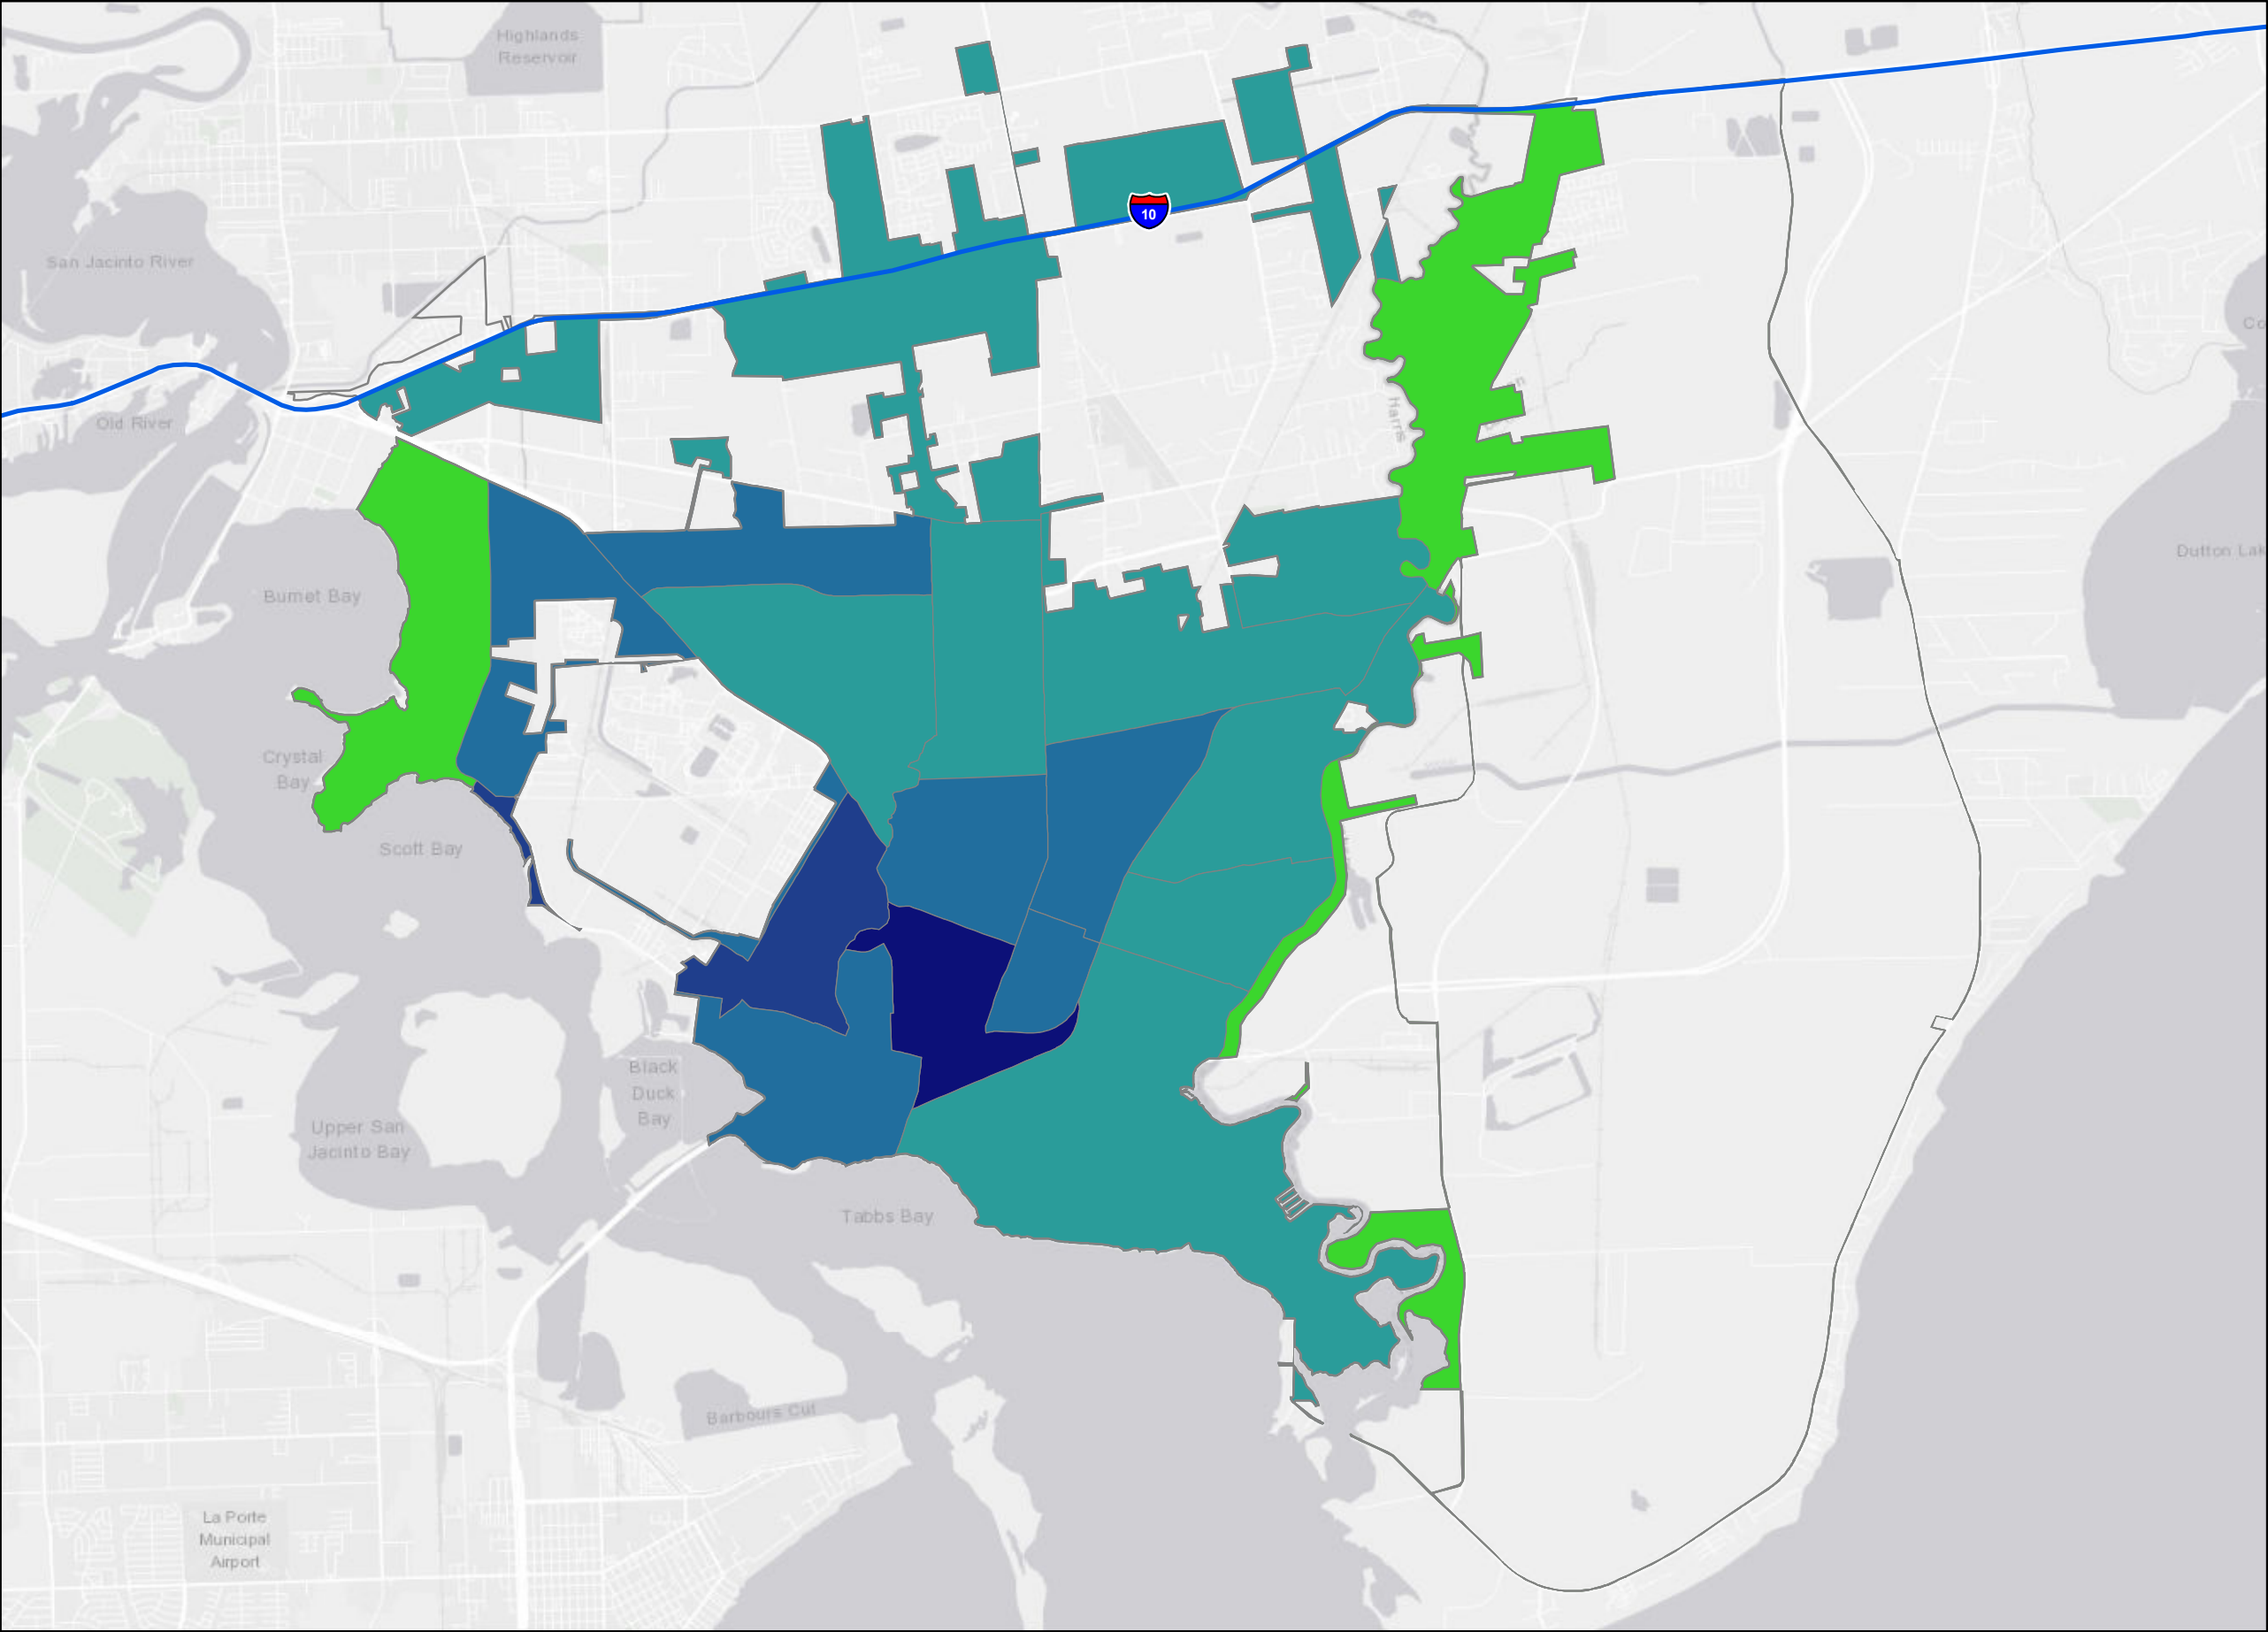 Highlands
Reservoir
10
San Jacinto River
Old River
Harris
Dutton Lak
Burnet Bay
Crystal
Bay
Scott Bay
Black
Duck
Bay
Upper San
Jacinto Bay
Tabbs Bay
Barbours Cut
La Porte
Municipal
Airport
Co